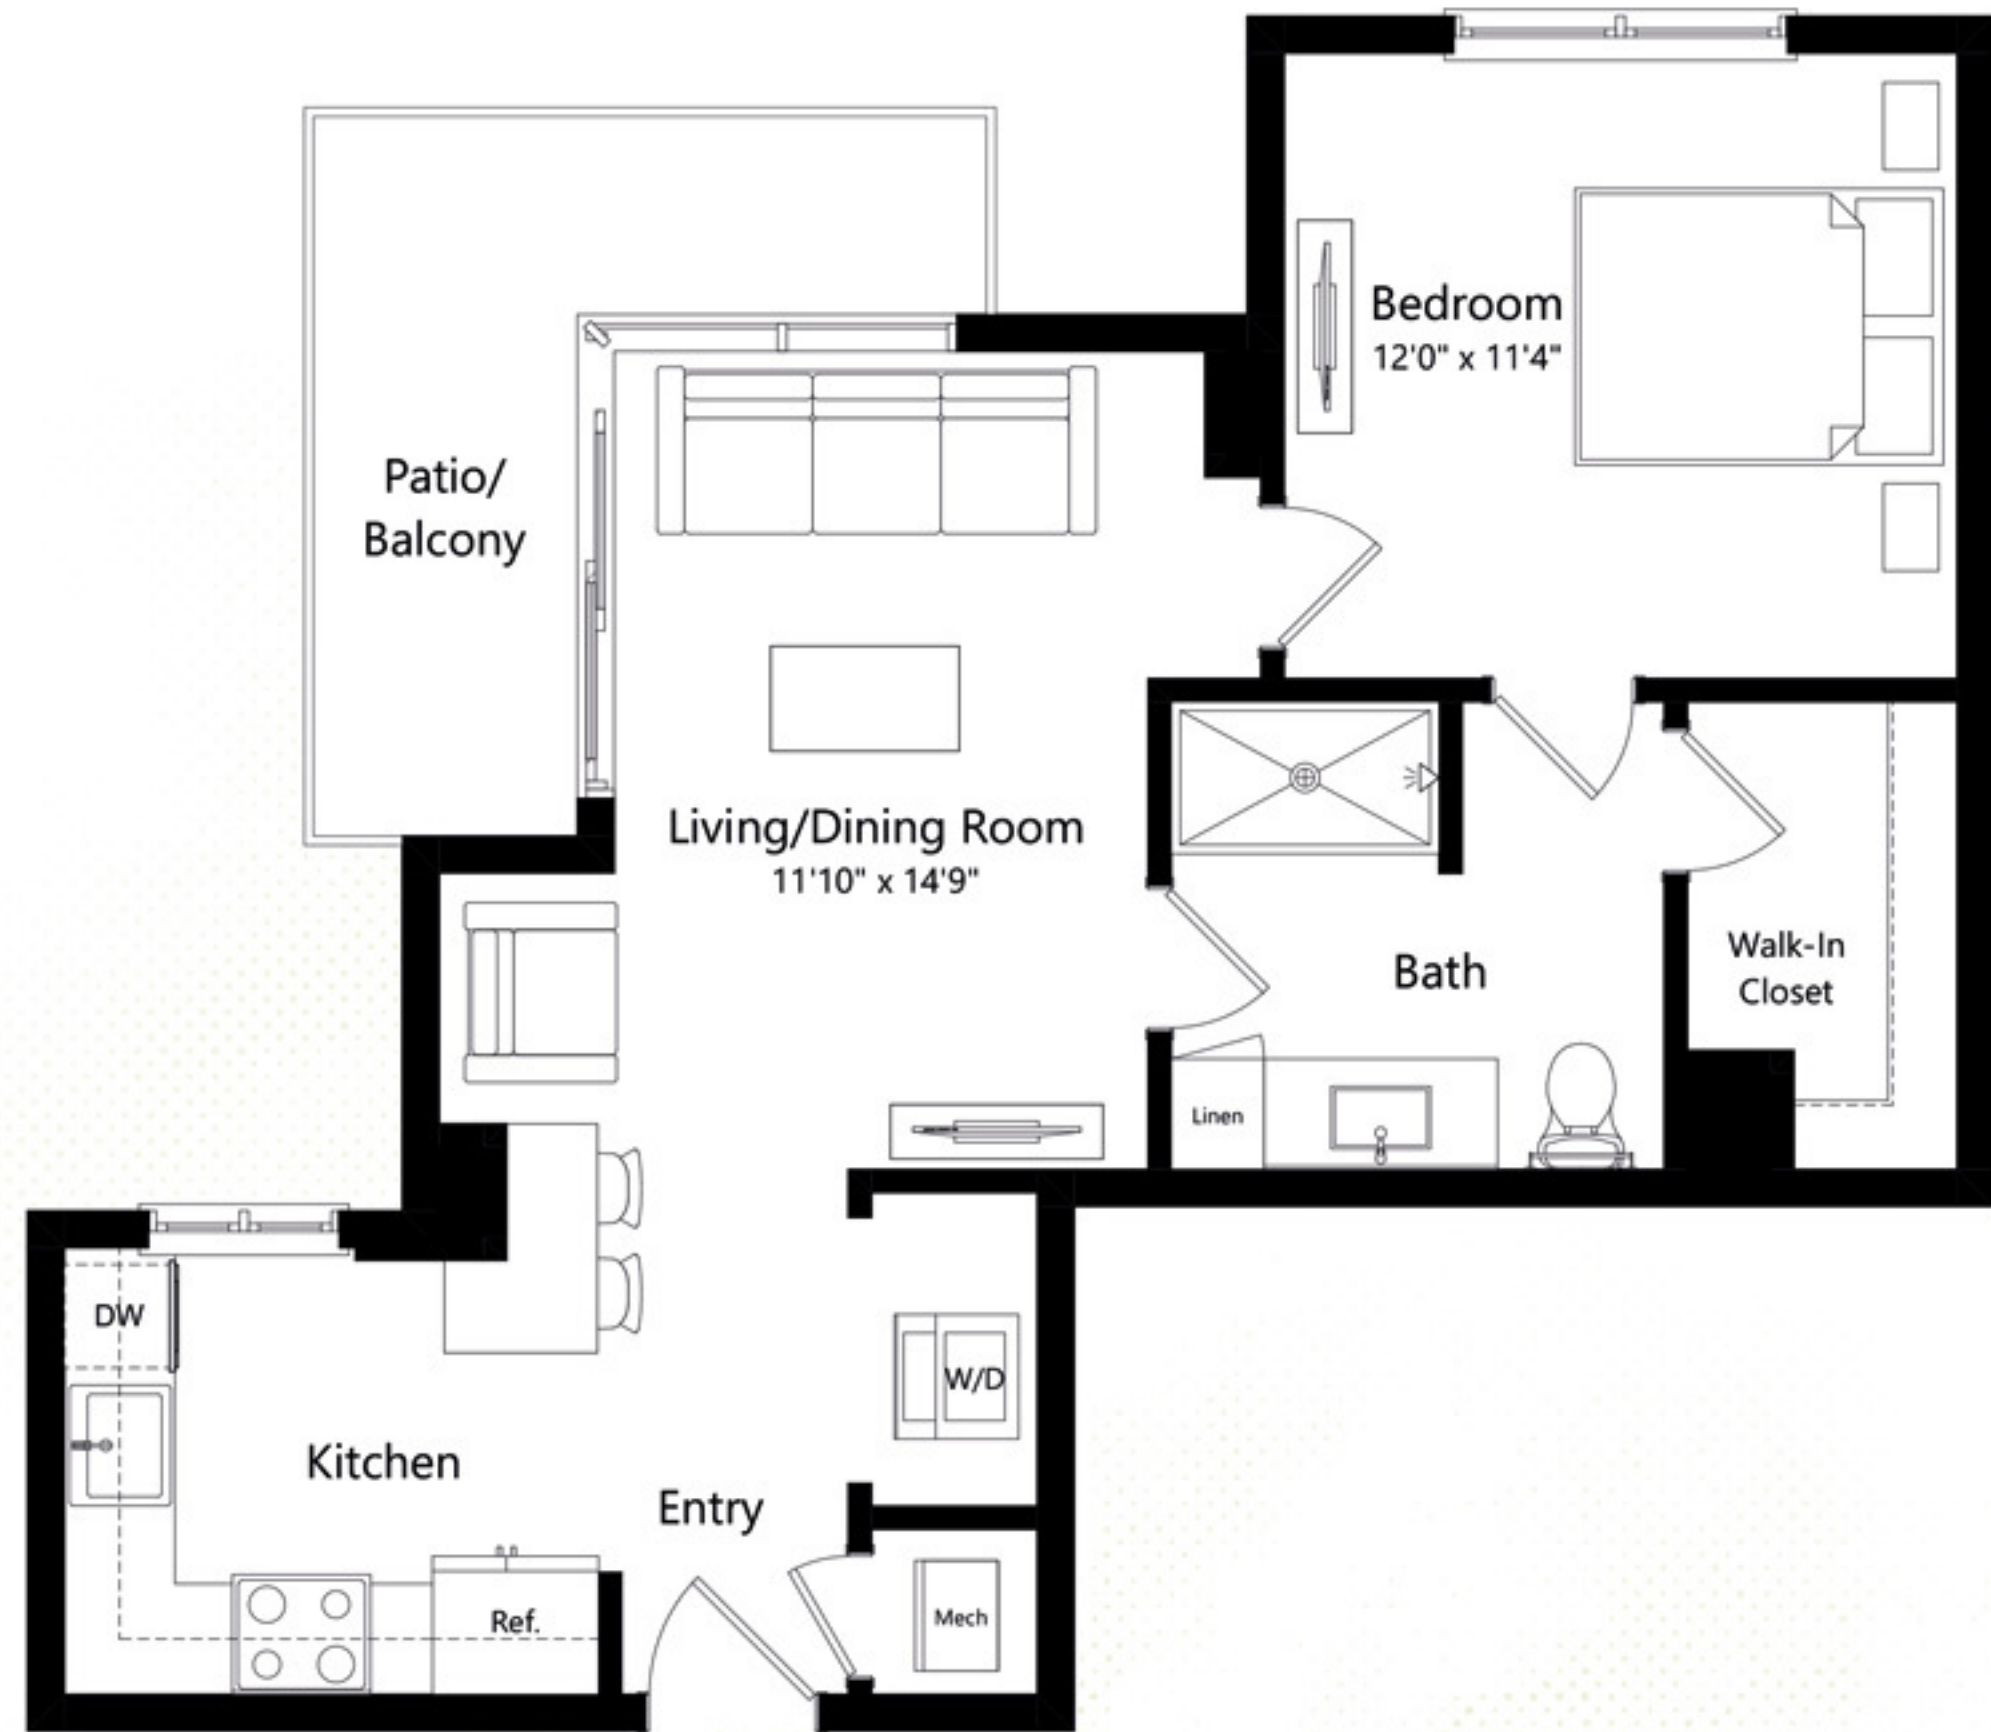 Bedroom
12'0" x 11'4"
Patio/
Balcony
Living/Dining Room
11'10" x 14'9"
Bath
Walk-In
Closet
Linen
DW
W/D
Kitchen
Entry
Ref.
Mech